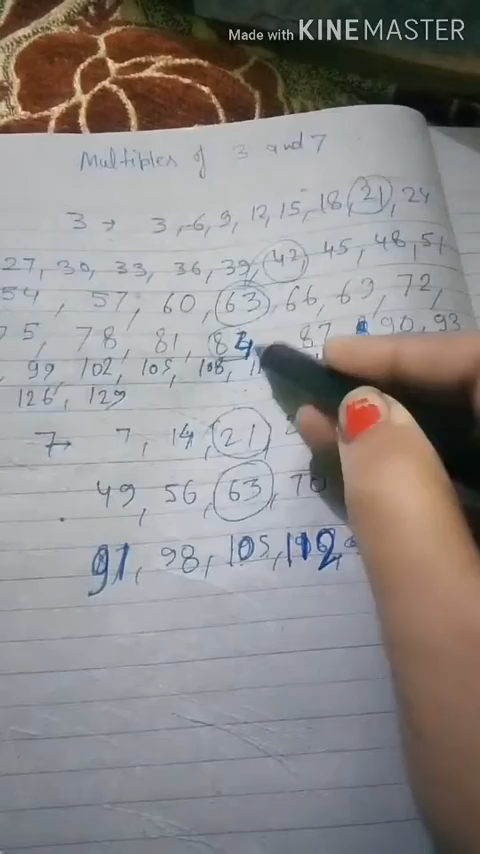 Made with KINEMASTER
Multiples of 3 and 7
3 → 3, 6, 9, 12, 15, 18, 21, 24
27, 30, 33, 36, 39, 42, 45, 48, 51
54, 57, 60, 63, 66, 69, 72,
75, 78, 81, 84 87 90, 93
99, 102, 105, 108,
126, 129
7 → 7, 14, 21,
49, 56, 63, 70
91, 98, 105, 112,